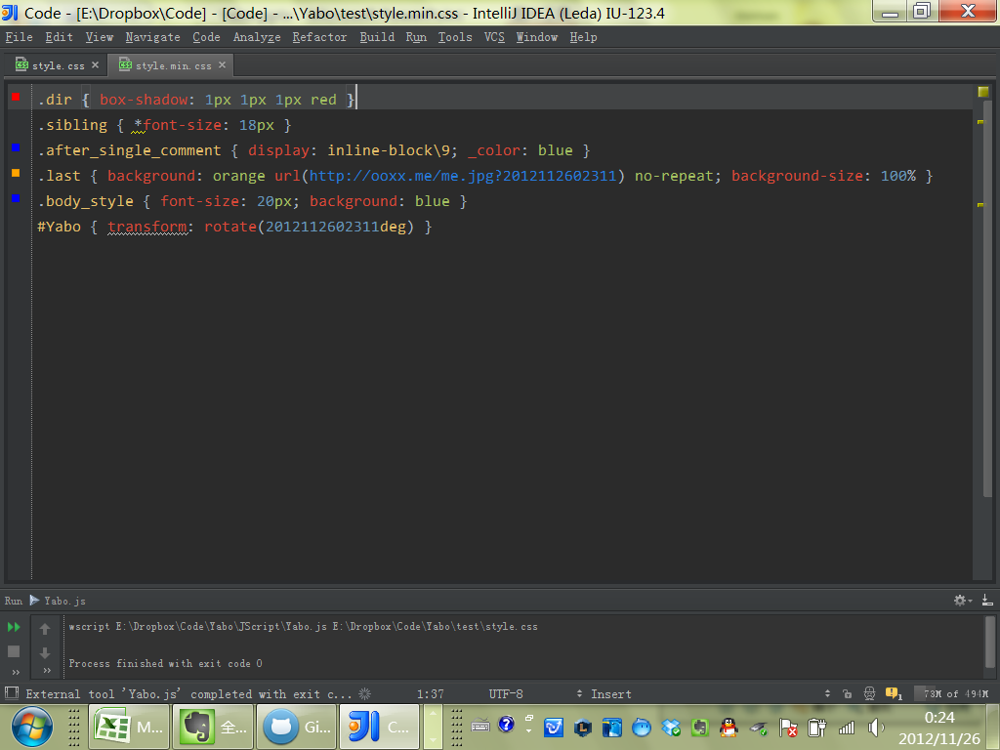 Code - [E:\Dropbox\Code] - [Code] - ...\Yabo\test\style.min.css - IntelliJ IDEA (Leda) IU-123.4
File Edit View Navigate Code Analyze Refactor Build Run Tools VCS Window Help
style.css style.min.css
.dir { box-shadow: 1px 1px 1px red }
.sibling { *font-size: 18px }
.after_single_comment { display: inline-block\9; _color: blue }
.last { background: orange url(http://ooxx.me/me.jpg?2012112602311) no-repeat; background-size: 100% }
.body_style { font-size: 20px; background: blue }
#Yabo { transform: rotate(2012112602311deg) }
Run Yabo.js
wscript E:\Dropbox\Code\Yabo\JScript\Yabo.js E:\Dropbox\Code\Yabo\test\style.css
Process finished with exit code 0
External tool 'Yabo.js' completed with exit c... 1:37 UTF-8 Insert 73M of 494M
M... 全... Gi... C... 0:24
2012/11/26